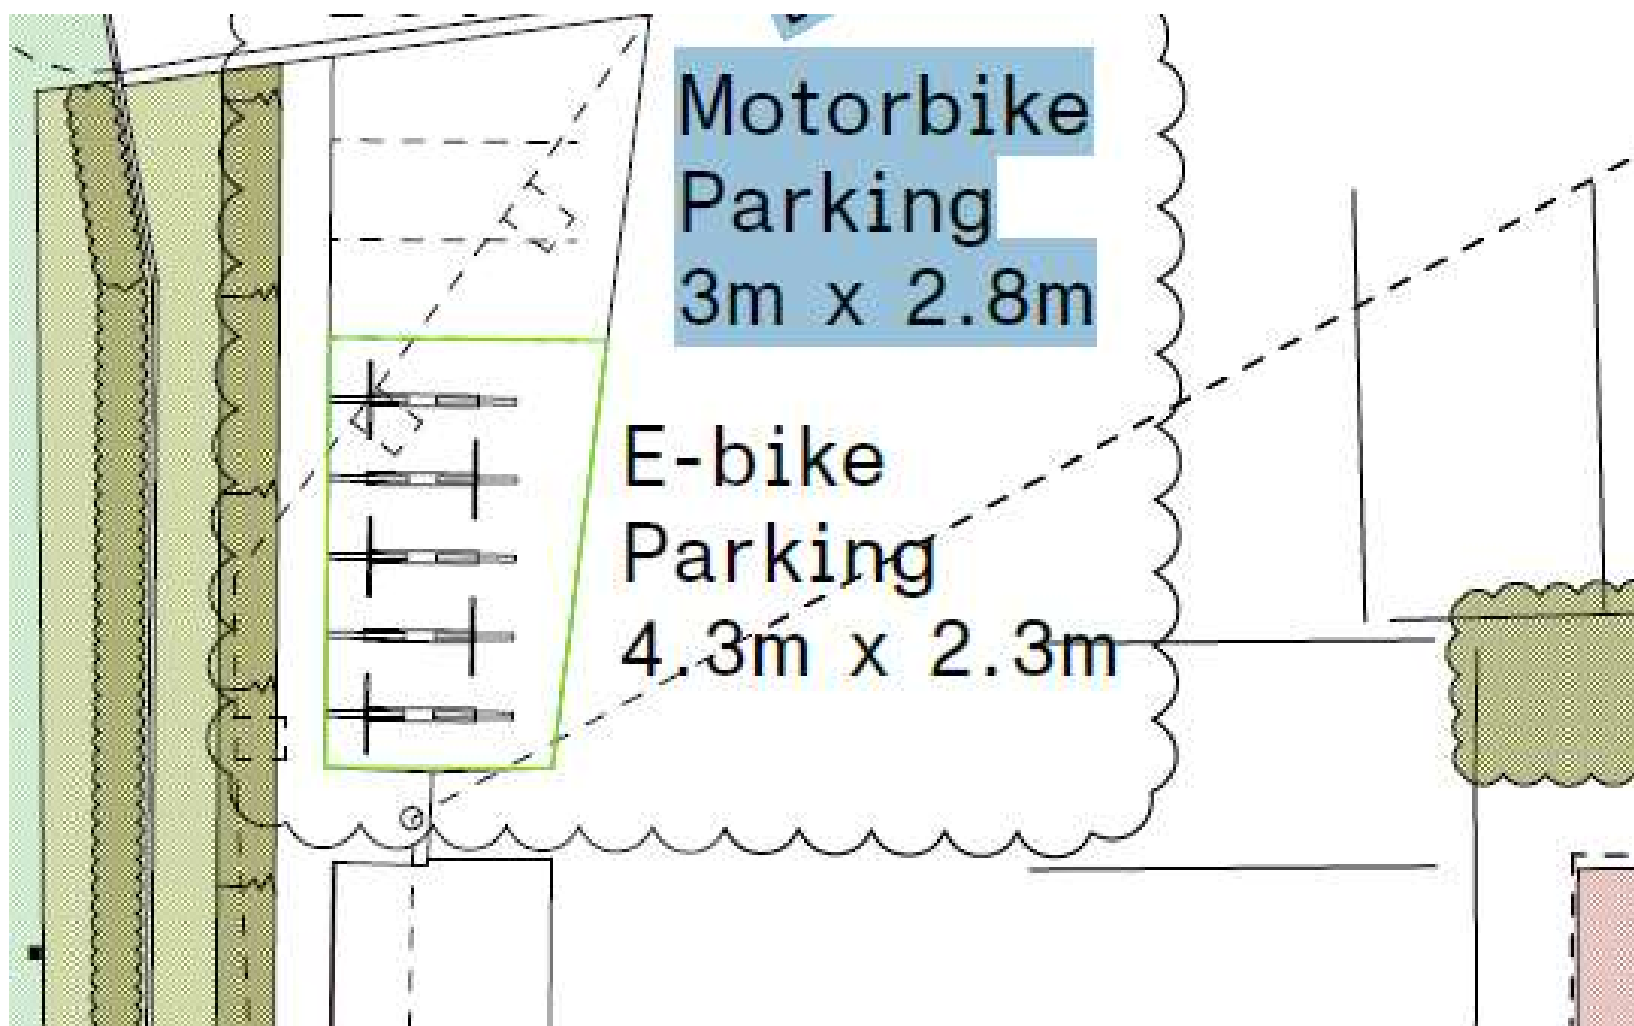 Motorbike
Parking
3m x 2.8m
E-bike
Parking
4.3m x 2.3m